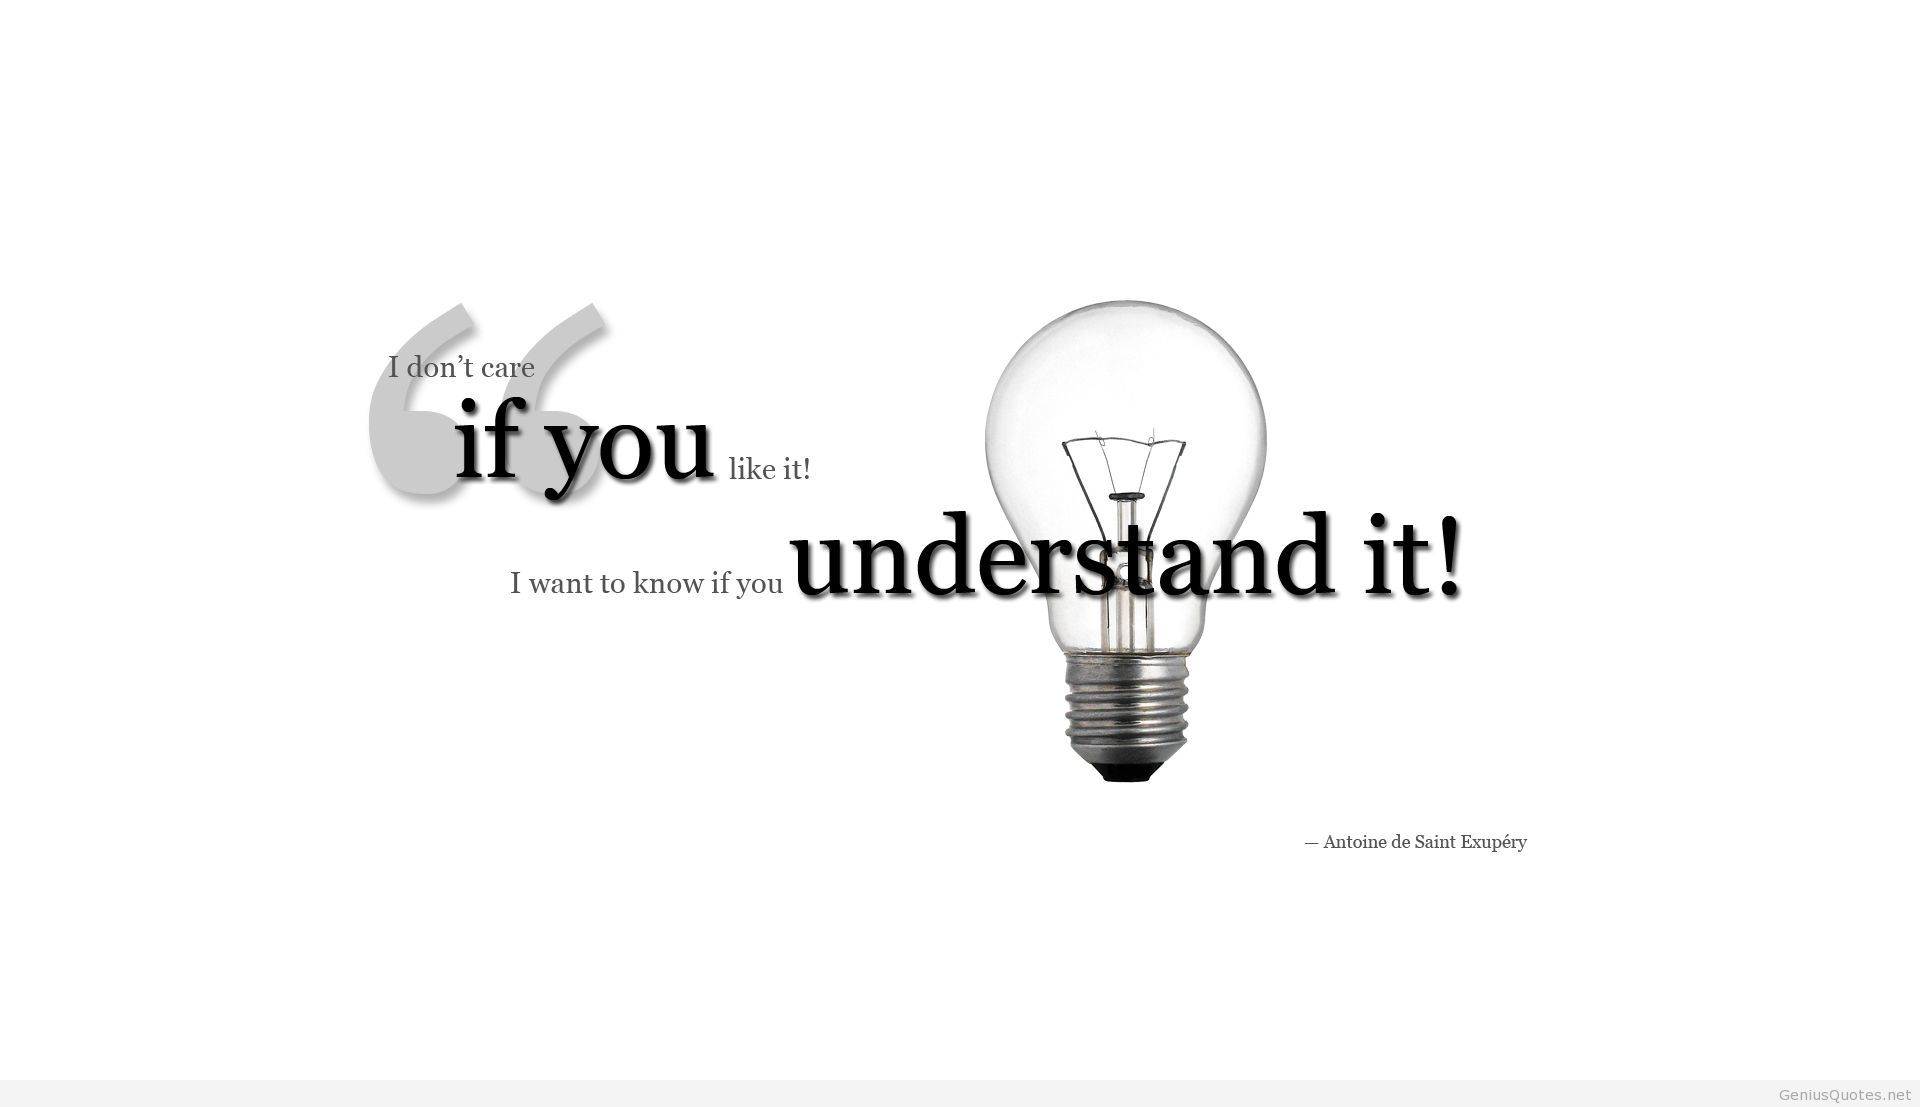 “
I don’t care
if you like it!
I want to know if you understand it!
— Antoine de Saint Exupéry
GeniusQuotes.net